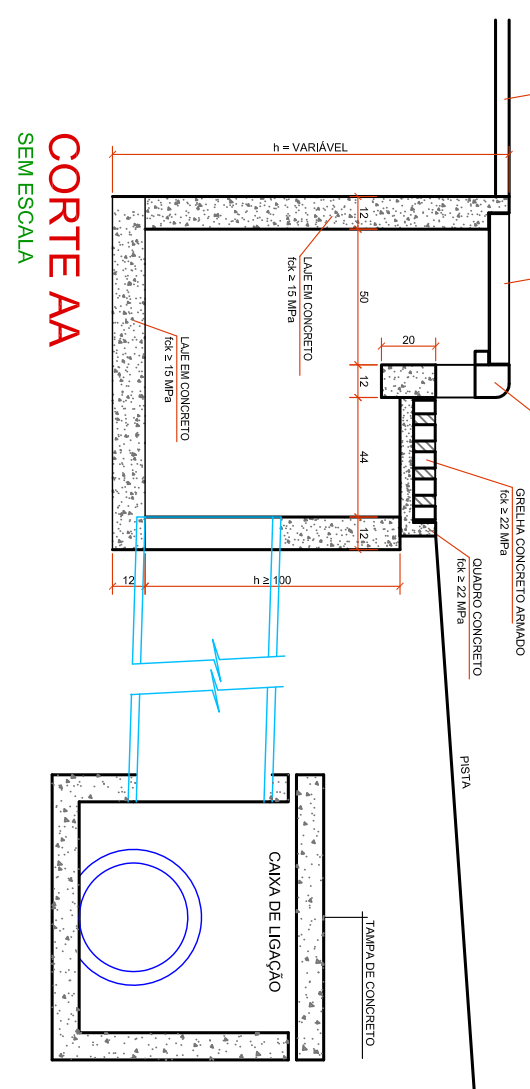 GRELHA CONCRETO ARMADO
fck ≥ 22 MPa
QUADRO CONCRETO
fck ≥ 22 MPa
PISTA
20
12
50
12
44
12
h = VARIÁVEL
LAJE EM CONCRETO
fck ≥ 15 MPa
LAJE EM CONCRETO
fck ≥ 15 MPa
h ≥ 100
12
TAMPA DE CONCRETO
CAIXA DE LIGAÇÃO
CORTE AA
SEM ESCALA